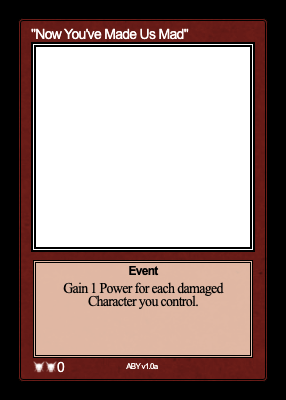 "Now You've Made Us Mad"
Event
Gain 1 Power for each damaged
Character you control.
0
ABY v1.0a